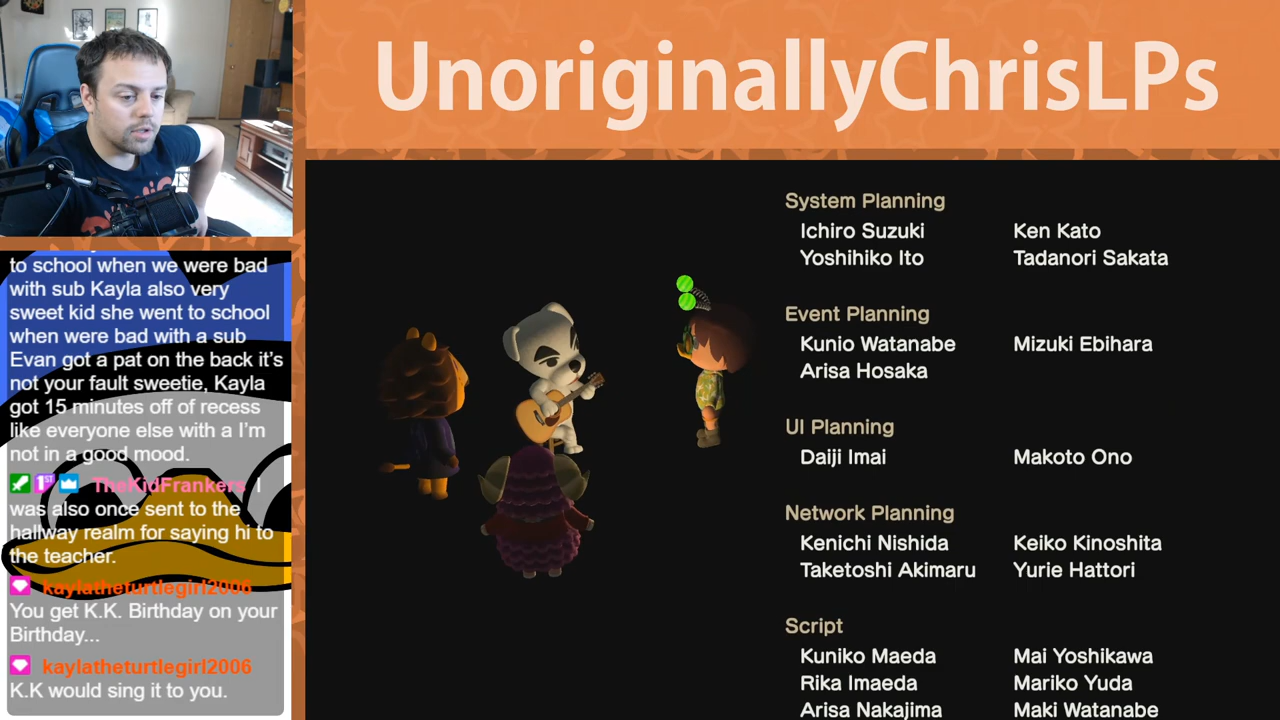 UnoriginallyChrisLPs
to school when we were bad
with sub Kayla also very
sweet kid she went to school
when were bad with a sub
Evan got a pat on the back it's
not your fault sweetie, Kayla
got 15 minutes off of recess
like everyone else with a I'm
not in a good mood.
1ST TheKidFrankers I
was also once sent to the
hallway realm for saying hi to
the teacher.
kaylatheturtlegirl2006
You get K.K. Birthday on your
Birthday...
kaylatheturtlegirl2006
K.K would sing it to you.
System Planning
Ichiro Suzuki Ken Kato
Yoshihiko Ito Tadanori Sakata
Event Planning
Kunio Watanabe Mizuki Ebihara
Arisa Hosaka
UI Planning
Daiji Imai Makoto Ono
Network Planning
Kenichi Nishida Keiko Kinoshita
Taketoshi Akimaru Yurie Hattori
Script
Kuniko Maeda Mai Yoshikawa
Rika Imaeda Mariko Yuda
Arisa Nakajima Maki Watanabe